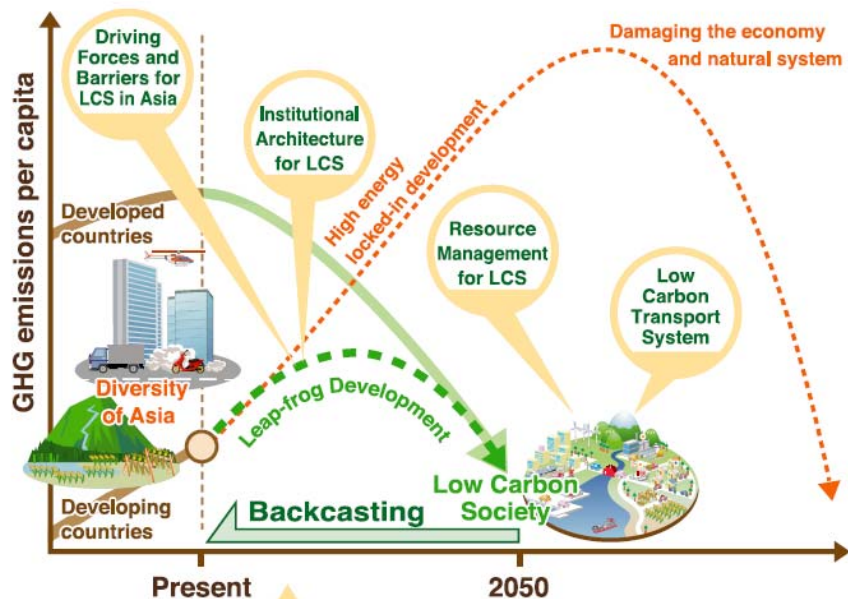 Driving
Forces and
Barriers for
LCS in Asia
Institutional
Architecture
for LCS
Damaging the economy
and natural system
GHG emissions per capita
Developed
countries
High energy
locked-in development
Resource
Management
for LCS
Low
Carbon
Transport
System
Diversity
of Asia
Leap-frog Development
Developing
countries
Backcasting
Low Carbon
Society
Present
2050